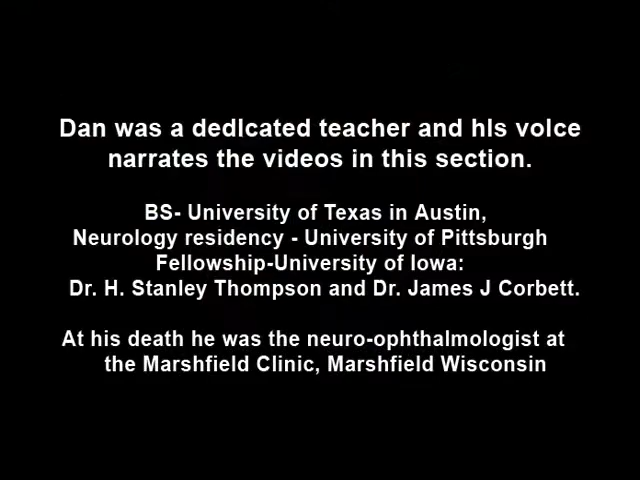 Dan was a dedicated teacher and his voice
narrates the videos in this section.
BS- University of Texas in Austin,
Neurology residency - University of Pittsburgh
Fellowship-University of Iowa:
Dr. H. Stanley Thompson and Dr. James J Corbett.
At his death he was the neuro-ophthalmologist at
the Marshfield Clinic, Marshfield Wisconsin